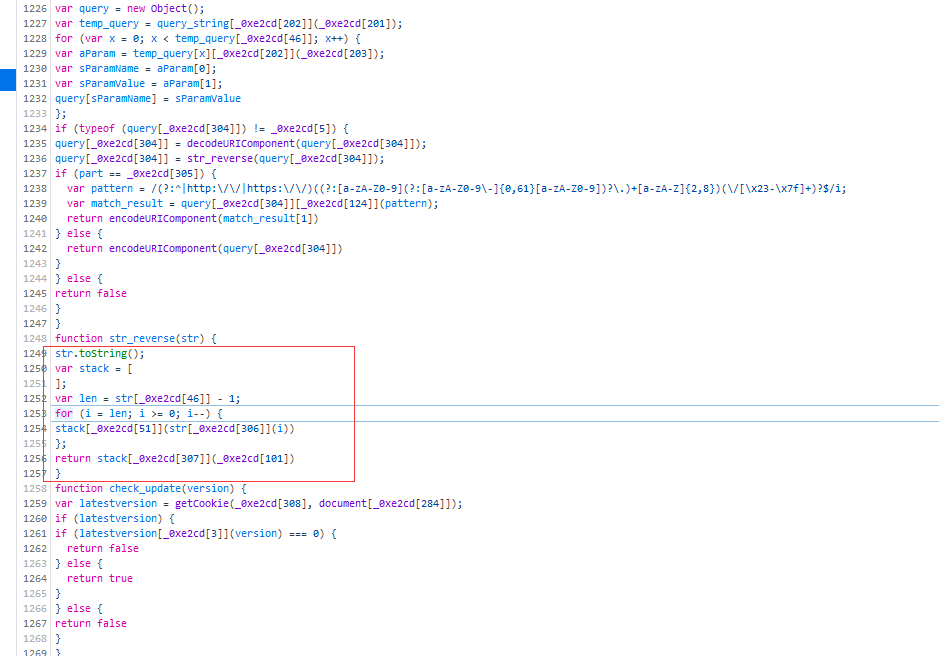 1226 var query = new Object();
1227 var temp_query = query_string[_0xe2cd[202]](_0xe2cd[201]);
1228 for (var x = 0; x < temp_query[_0xe2cd[46]]; x++) {
1229 var aParam = temp_query[x][_0xe2cd[202]](_0xe2cd[203]);
1230 var sParamName = aParam[0];
1231 var sParamValue = aParam[1];
1232 query[sParamName] = sParamValue
1233 };
1234 if (typeof (query[_0xe2cd[304]]) != _0xe2cd[5]) {
1235 query[_0xe2cd[304]] = decodeURIComponent(query[_0xe2cd[304]]);
1236 query[_0xe2cd[304]] = str_reverse(query[_0xe2cd[304]]);
1237 if (part == _0xe2cd[305]) {
1238 var pattern = /(?:^|http:\/\/|https:\/\/)((?:[a-zA-Z0-9](?:[a-zA-Z0-9\-]{0,61}[a-zA-Z0-9])?\.)+[a-zA-Z]{2,8})(\/[\x23-\x7f]+)?$/i;
1239 var match_result = query[_0xe2cd[304]][_0xe2cd[124]](pattern);
1240 return encodeURIComponent(match_result[1])
1241 } else {
1242 return encodeURIComponent(query[_0xe2cd[304]])
1243 }
1244 } else {
1245 return false
1246 }
1247 }
1248 function str_reverse(str) {
1249 str.toString();
1250 var stack = [
1251 ];
1252 var len = str[_0xe2cd[46]] - 1;
1253 for (i = len; i >= 0; i--) {
1254 stack[_0xe2cd[51]](str[_0xe2cd[306]](i))
1255 };
1256 return stack[_0xe2cd[307]](_0xe2cd[101])
1257 }
1258 function check_update(version) {
1259 var latestversion = getCookie(_0xe2cd[308], document[_0xe2cd[284]]);
1260 if (latestversion) {
1261 if (latestversion[_0xe2cd[3]](version) === 0) {
1262 return false
1263 } else {
1264 return true
1265 }
1266 } else {
1267 return false
1268 }
1269 }